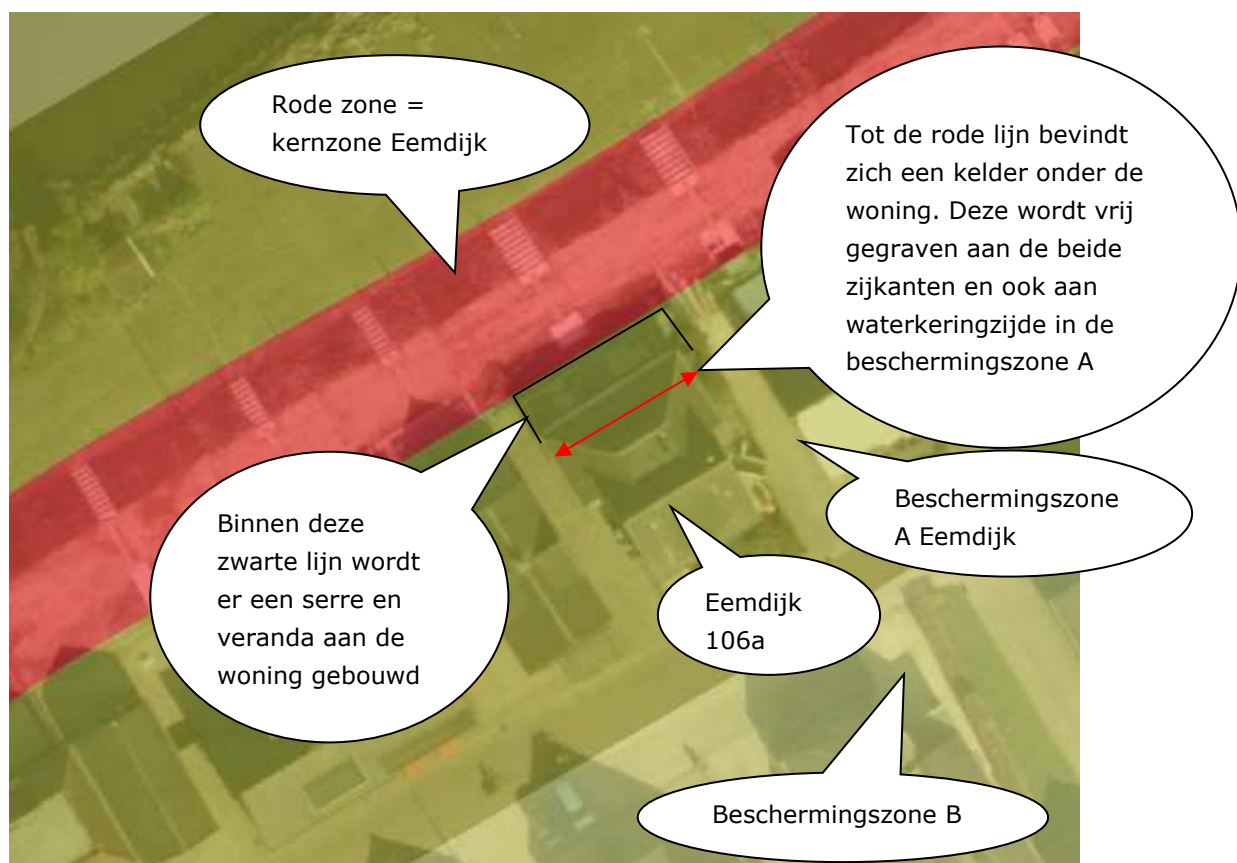 Rode zone =
kernzone Eemdijk
Tot de rode lijn bevindt
zich een kelder onder de
woning. Deze wordt vrij
gegraven aan de beide
zijkanten en ook aan
waterkeringzijde in de
beschermingszone A
Binnen deze
zwarte lijn wordt
er een serre en
veranda aan de
woning gebouwd
Beschermingszone
A Eemdijk
Eemdijk
106a
Beschermingszone B